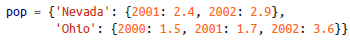 pop = {'Nevada': {2001: 2.4, 2002: 2.9},
       'Ohio': {2000: 1.5, 2001: 1.7, 2002: 3.6}}